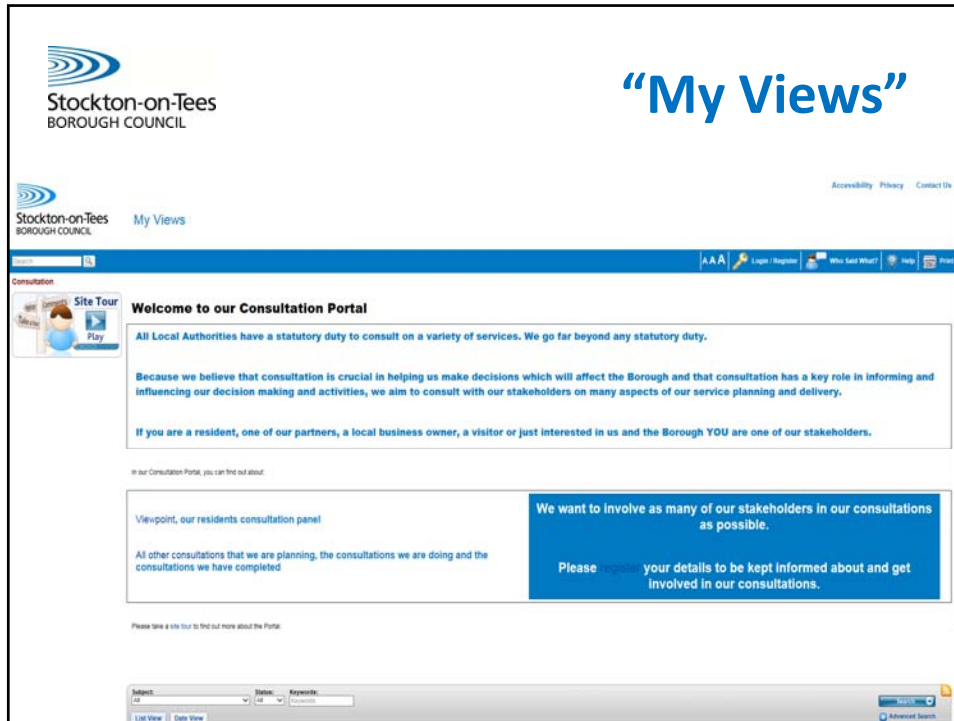 Stockton-on-Tees
BOROUGH COUNCIL
“My Views”
Accessibility Privacy Contact Us
Stockton-on-Tees
BOROUGH COUNCIL
My Views
Search
A A A Login / Register Who Said What? Help Print
Consultation
Site Tour
Play
Welcome to our Consultation Portal
All Local Authorities have a statutory duty to consult on a variety of services. We go far beyond any statutory duty.
Because we believe that consultation is crucial in helping us make decisions which will affect the Borough and that consultation has a key role in informing and
influencing our decision making and activities, we aim to consult with our stakeholders on many aspects of our service planning and delivery.
If you are a resident, one of our partners, a local business owner, a visitor or just interested in us and the Borough YOU are one of our stakeholders.
In our Consultation Portal, you can find out about:
Viewpoint, our residents consultation panel
All other consultations that we are planning, the consultations we are doing and the
consultations we have completed
We want to involve as many of our stakeholders in our consultations
as possible.
Please register your details to be kept informed about and get
involved in our consultations.
Please take a site tour to find out more about the Portal.
Subject: Status: Keywords:
All All Keywords
Search
List View Date View
Advanced Search